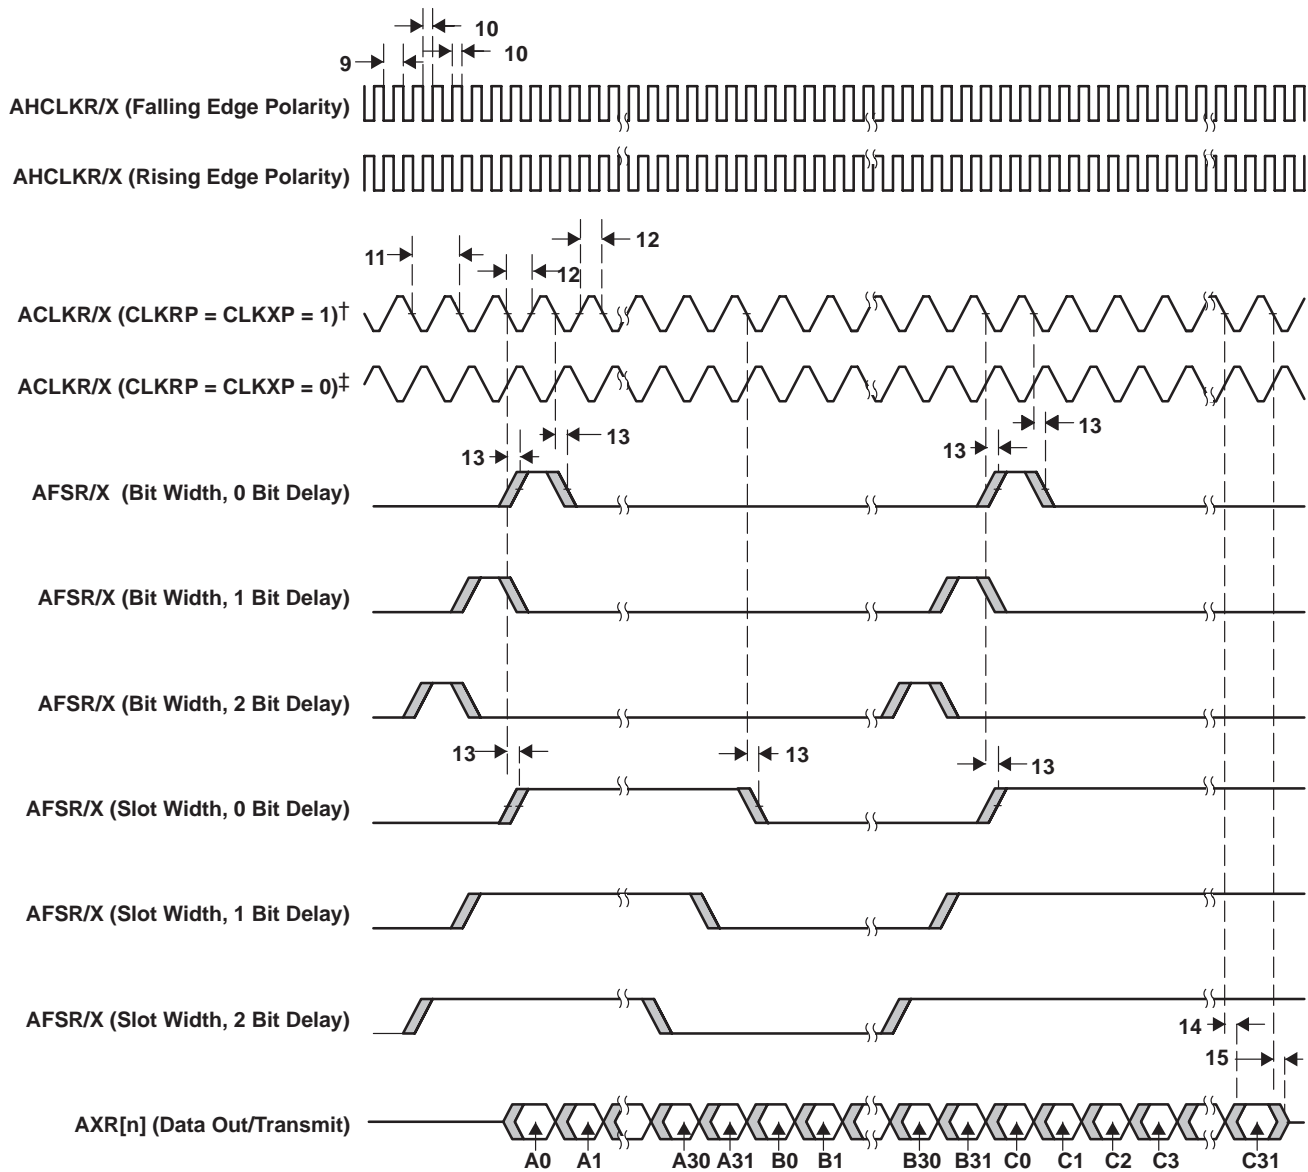 10
10
9
AHCLKR/X (Falling Edge Polarity)
AHCLKR/X (Rising Edge Polarity)
12
11
12
ACLKR/X (CLKRP = CLKXP = 1)†
ACLKR/X (CLKRP = CLKXP = 0)‡
13
13
13
13
AFSR/X (Bit Width, 0 Bit Delay)
AFSR/X (Bit Width, 1 Bit Delay)
AFSR/X (Bit Width, 2 Bit Delay)
13
13
13
AFSR/X (Slot Width, 0 Bit Delay)
AFSR/X (Slot Width, 1 Bit Delay)
AFSR/X (Slot Width, 2 Bit Delay)
14
15
AXR[n] (Data Out/Transmit)
A0 A1 A30 A31 B0 B1 B30 B31 C0 C1 C2 C3 C31